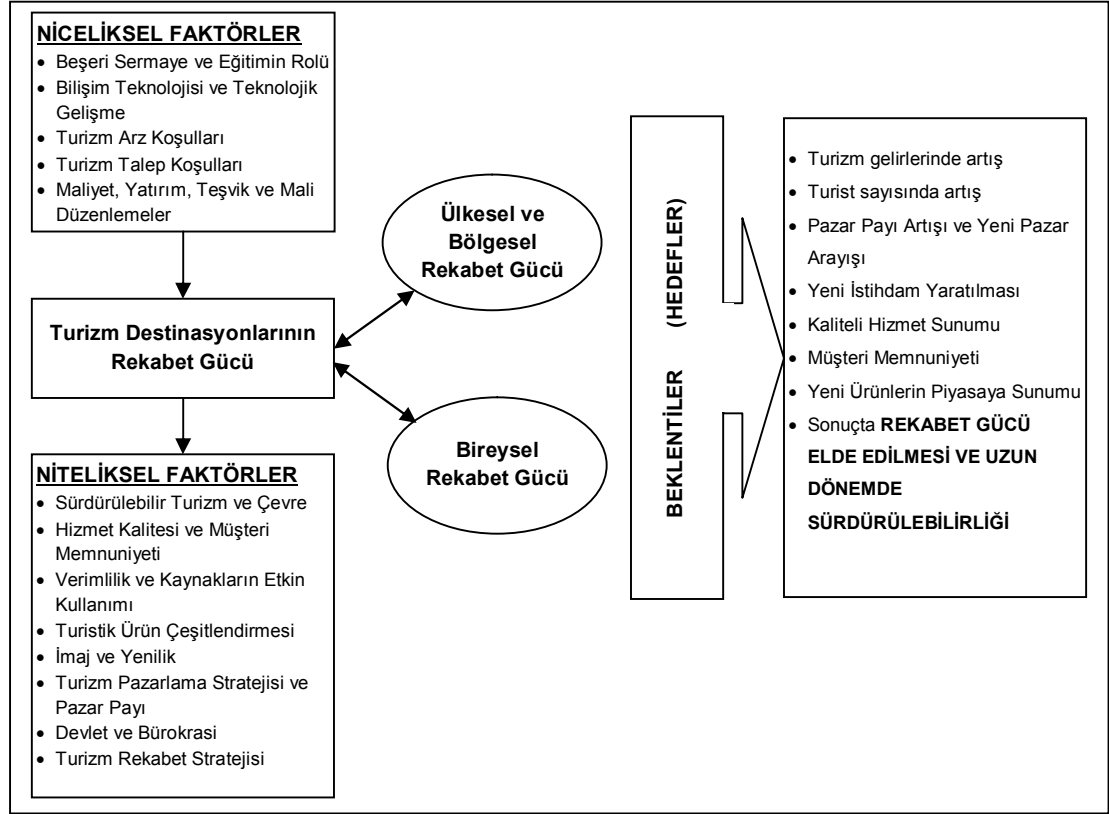 NİCELİKSEL FAKTÖRLER
• Beşeri Sermaye ve Eğitimin Rolü
• Bilişim Teknolojisi ve Teknolojik
Gelişme
• Turizm Arz Koşulları
• Turizm Talep Koşulları
• Maliyet, Yatırım, Teşvik ve Mali
Düzenlemeler
Turizm Destinasyonlarının
Rekabet Gücü
NİTELİKSEL FAKTÖRLER
• Sürdürülebilir Turizm ve Çevre
• Hizmet Kalitesi ve Müşteri
Memnuniyeti
• Verimlilik ve Kaynakların Etkin
Kullanımı
• Turistik Ürün Çeşitlendirmesi
• İmaj ve Yenilik
• Turizm Pazarlama Stratejisi ve
Pazar Payı
• Devlet ve Bürokrasi
• Turizm Rekabet Stratejisi
Ülkesel ve
Bölgesel
Rekabet Gücü
Bireysel
Rekabet Gücü
BEKLENTİLER (HEDEFLER)
• Turizm gelirlerinde artış
• Turist sayısında artış
• Pazar Payı Artışı ve Yeni Pazar
Arayışı
• Yeni İstihdam Yaratılması
• Kaliteli Hizmet Sunumu
• Müşteri Memnuniyeti
• Yeni Ürünlerin Piyasaya Sunumu
• Sonuçta REKABET GÜCÜ
ELDE EDİLMESİ VE UZUN
DÖNEMDE
SÜRDÜRÜLEBİLİRLİĞİ